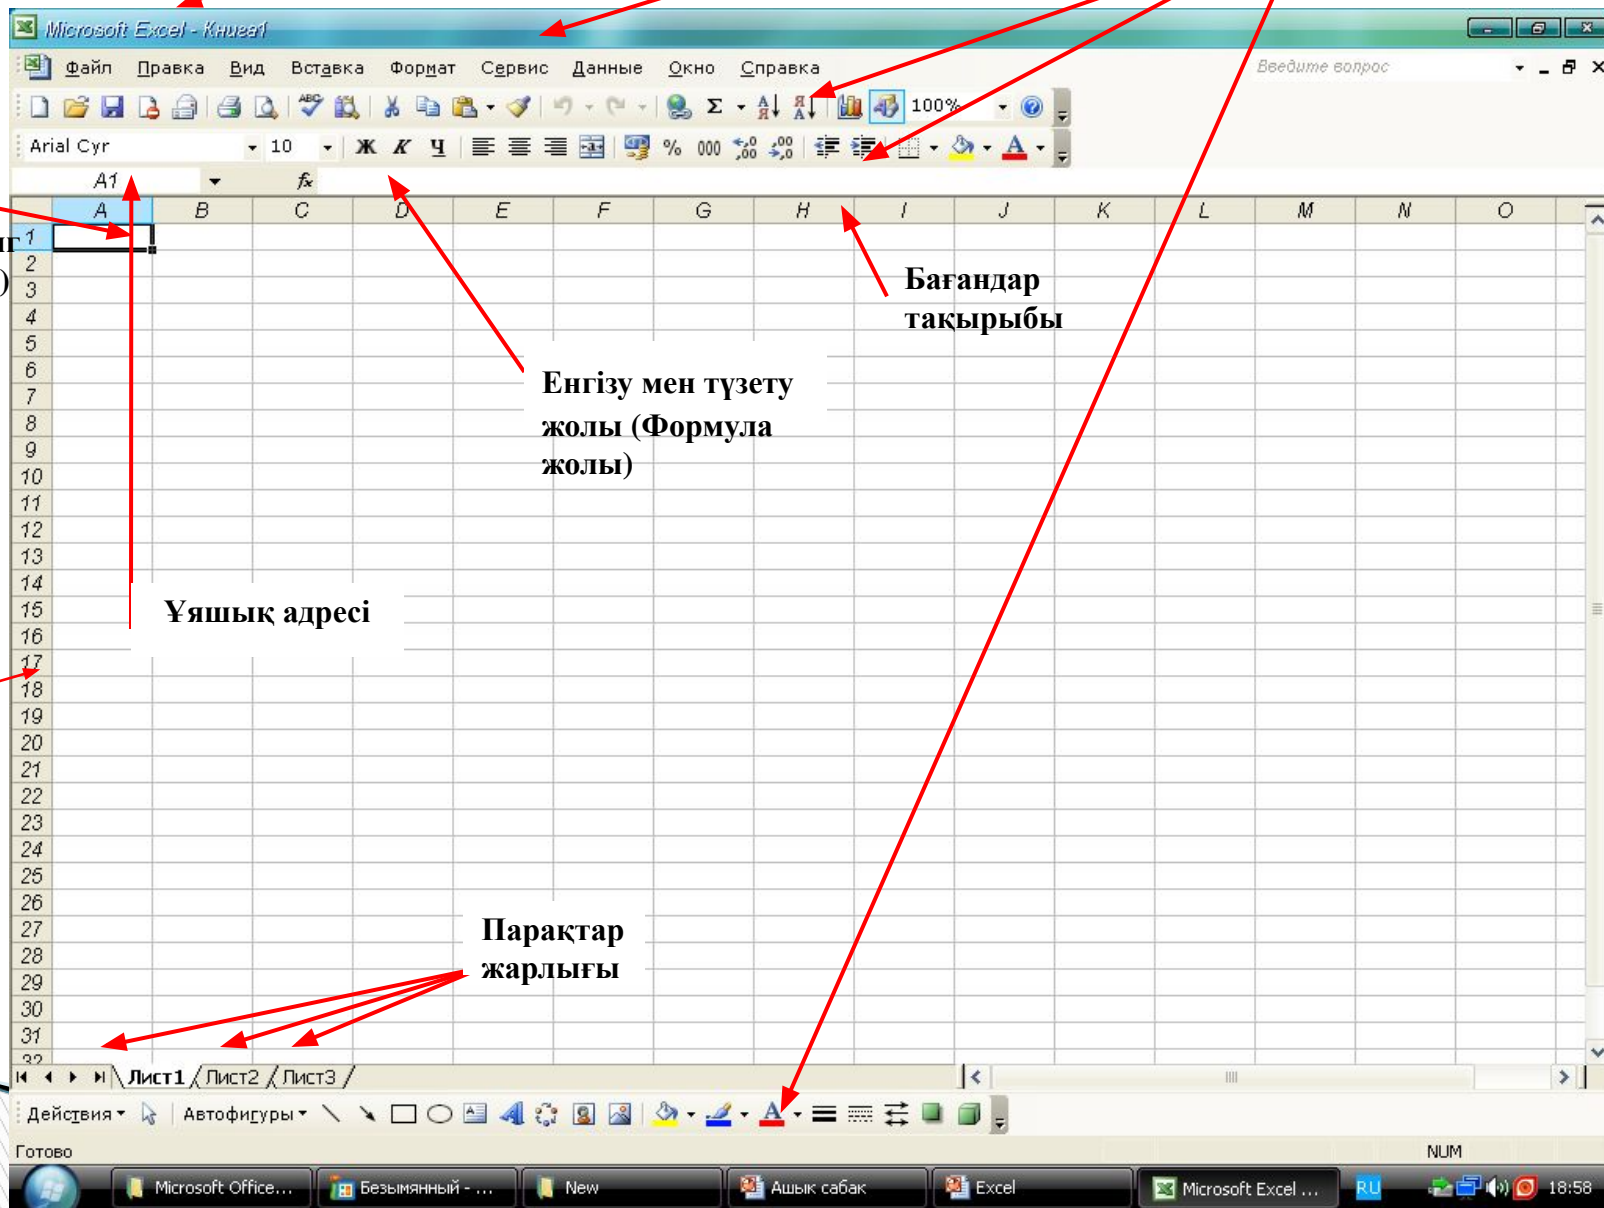 Microsoft Excel - Книга1
Файл Правка Вид Вставка Формат Сервис Данные Окно Справка Введите вопрос
100%
Arial Cyr 10 Ж К Ч % 000
A1 fx
A B C D E F G H I J K L M N O
1
2
)
3
Бағандар
тақырыбы
4
5
6
Енгізу мен түзету
7
8
жолы (Формула
9
жолы)
10
11
12
13
14
15
Ұяшық адресі
16
17
18
19
20
21
22
23
24
25
26
27
Парақтар
28
жарлығы
29
30
31
32
Лист1 Лист2 Лист3
Действия Автофигуры
Готово NUM
Microsoft Office... Безымянный - ... New Ашык сабак Excel Microsoft Excel ... RU 18:58